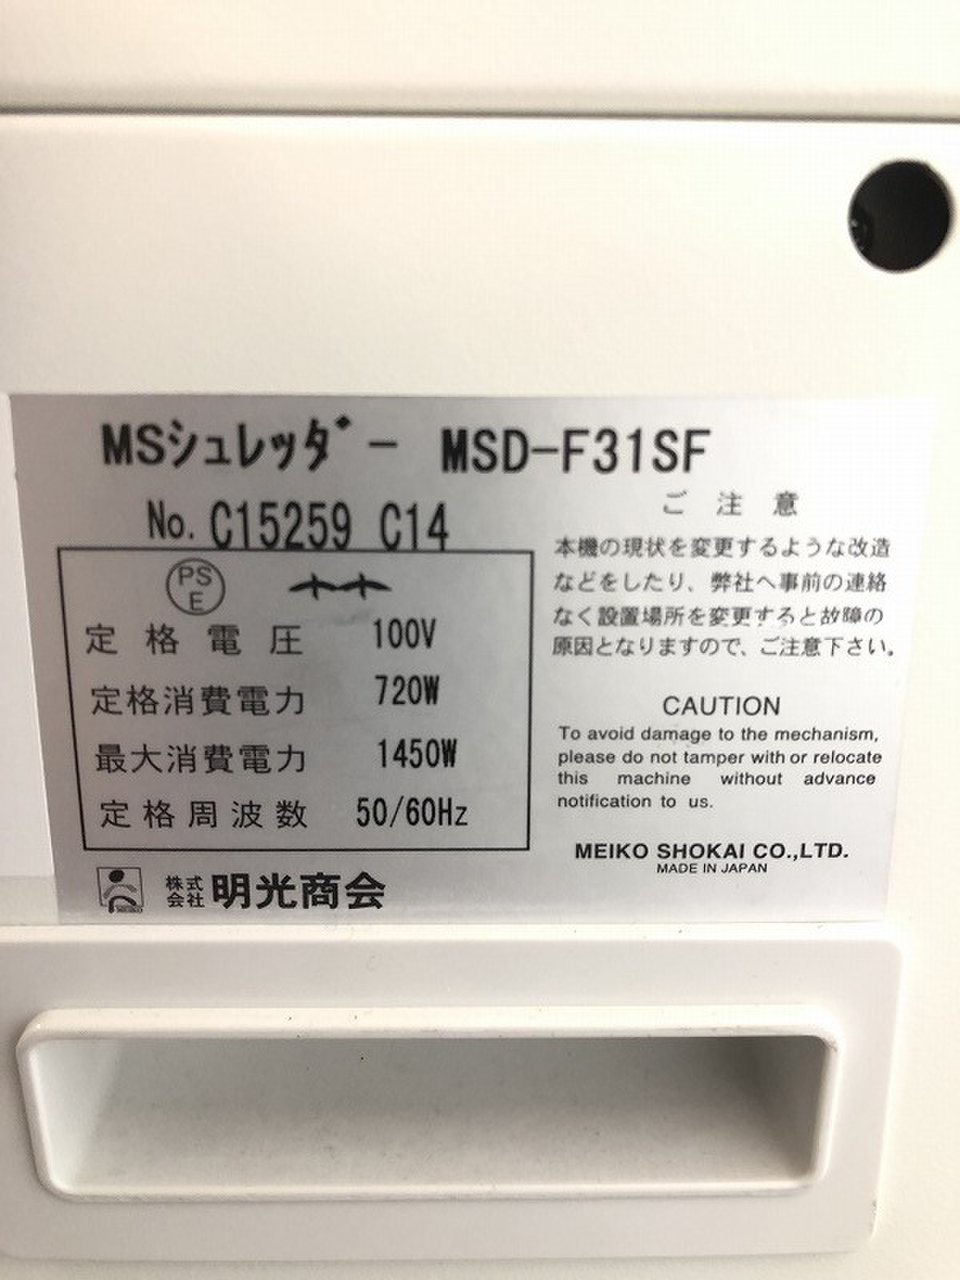 MSシュレッダー MSD-F31SF
No. C15259 C14
PS
E
定格電圧 100V
定格消費電力 720W
最大消費電力 1450W
定格周波数 50/60Hz
株式
会社 明光商会
ご注意
本機の現状を変更するような改造
などをしたり、弊社へ事前の連絡
なく設置場所を変更すると故障の
原因となりますので、ご注意下さい。
CAUTION
To avoid damage to the mechanism,
please do not tamper with or relocate
this machine without advance
notification to us.
MEIKO SHOKAI CO.,LTD.
MADE IN JAPAN